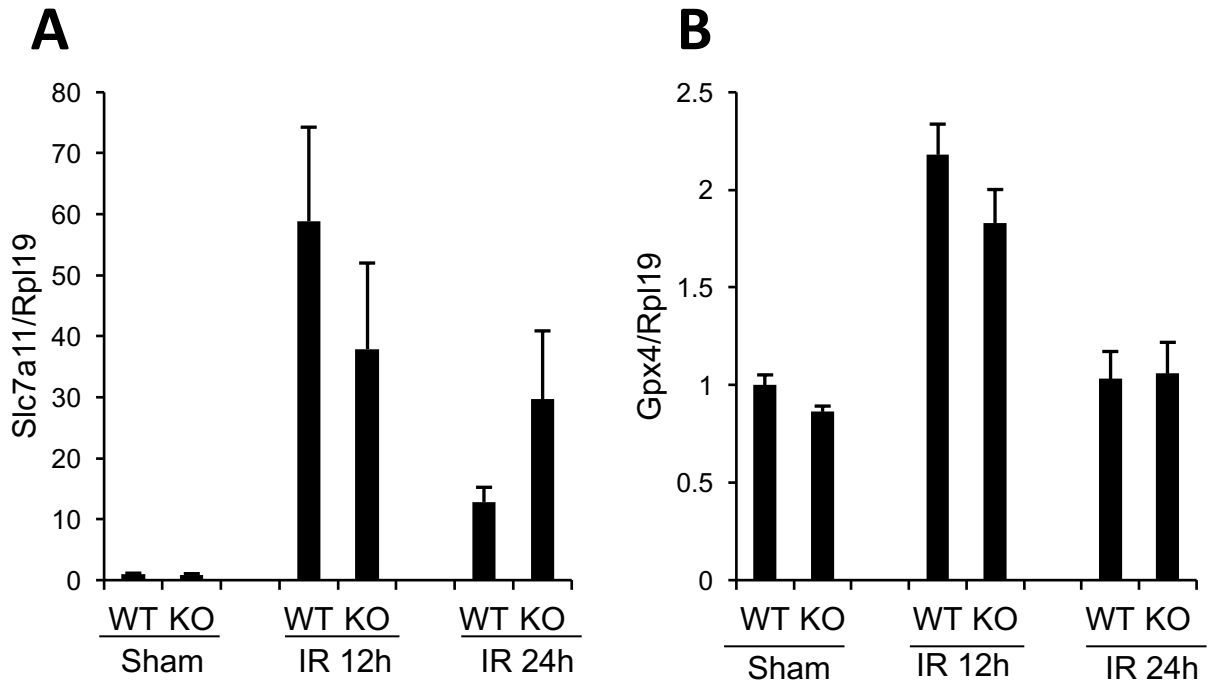 A
Slc7a11/Rpl19
80
70
60
50
40
30
20
10
0
WT KO
WT KO
WT KO
Sham
IR 12h
IR 24h
B
Gpx4/Rpl19
2.5
2
1.5
1
0.5
0
WT KO
WT KO
WT KO
Sham
IR 12h
IR 24h